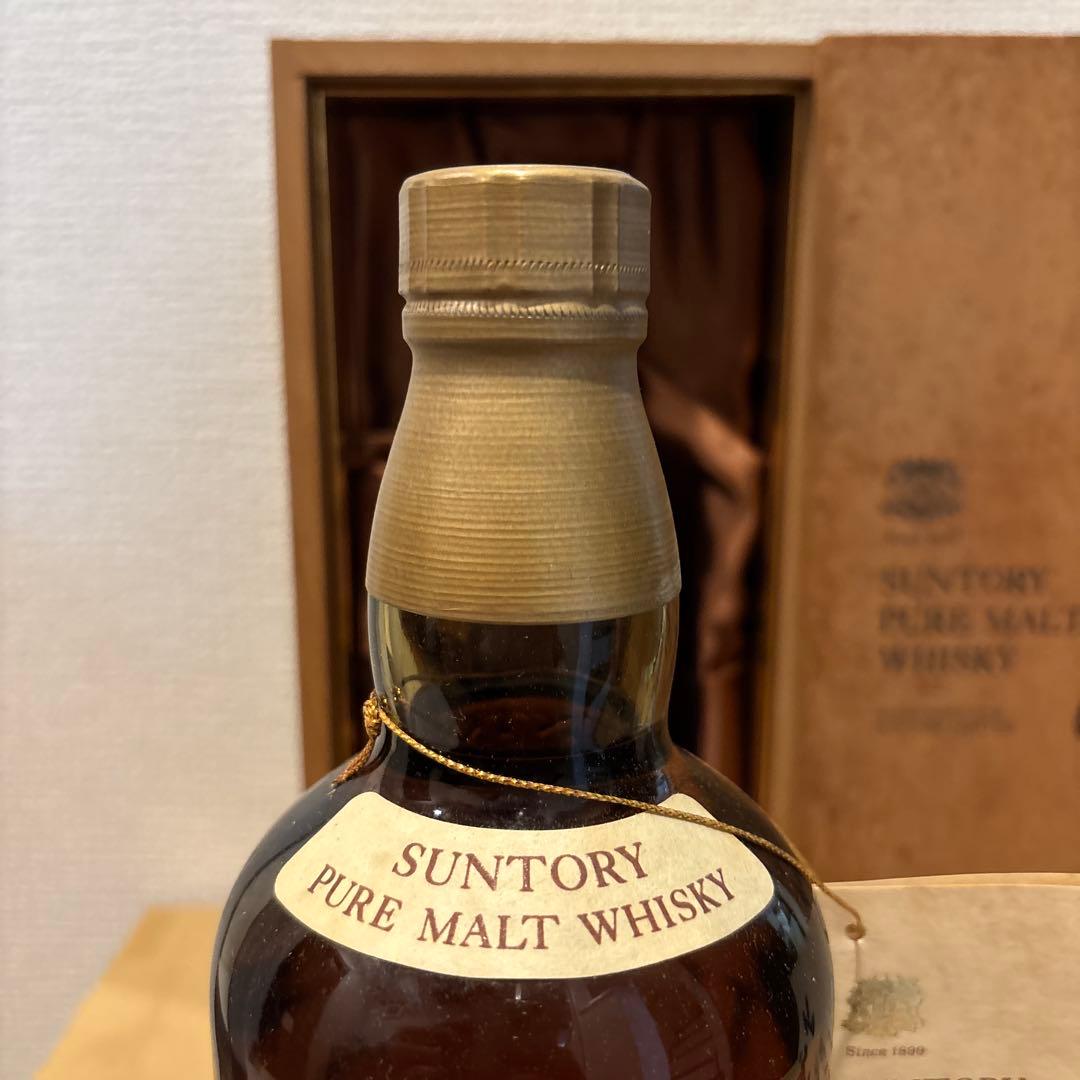 SUNTORY
PURE MALT WHISKY
SUNTORY
PURE MALT
WHISKY
Since 1899